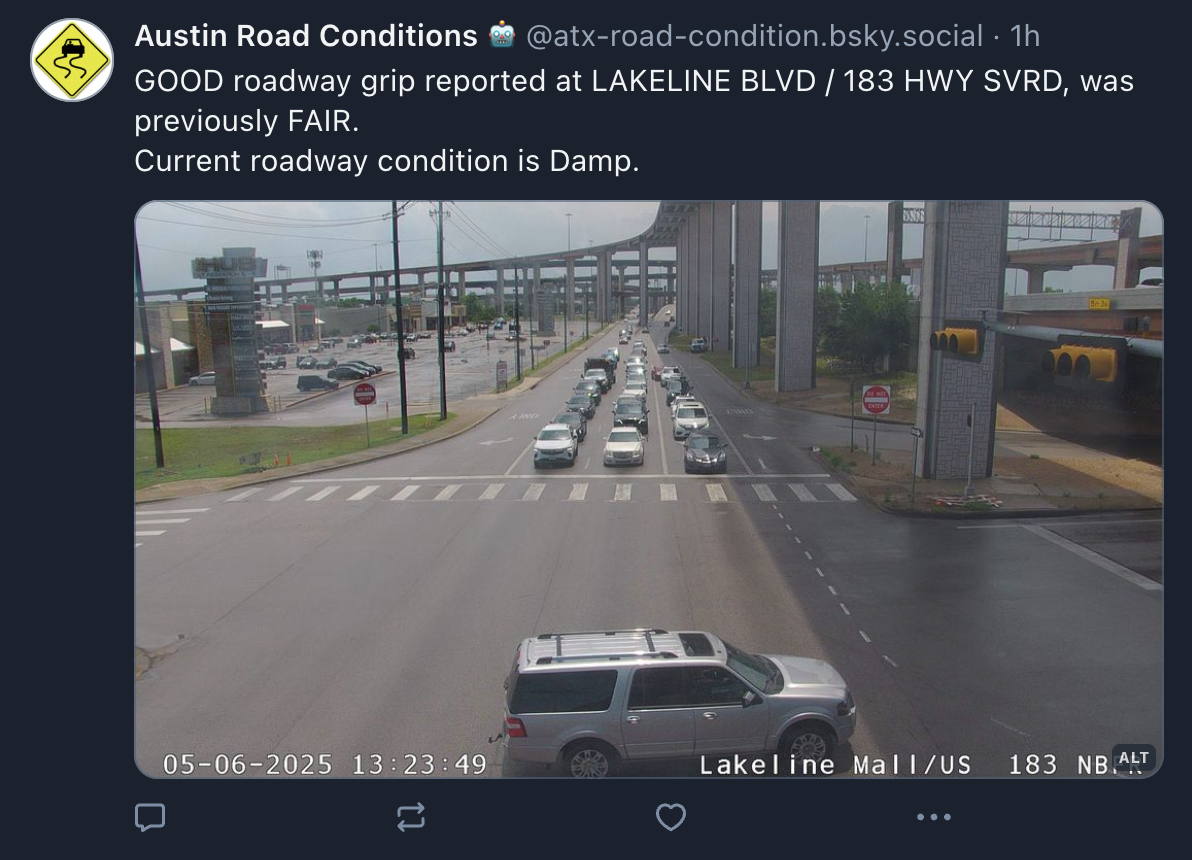 Austin Road Conditions 🤖 @atx-road-condition.bsky.social · 1h
GOOD roadway grip reported at LAKELINE BLVD / 183 HWY SVRD, was
previously FAIR.
Current roadway condition is Damp.
DO NOT
ENTER
DO NOT
ENTER
ONLY
ONLY
05-06-2025 13:23:49
Lakeline Mall/US 183 NB
ALT